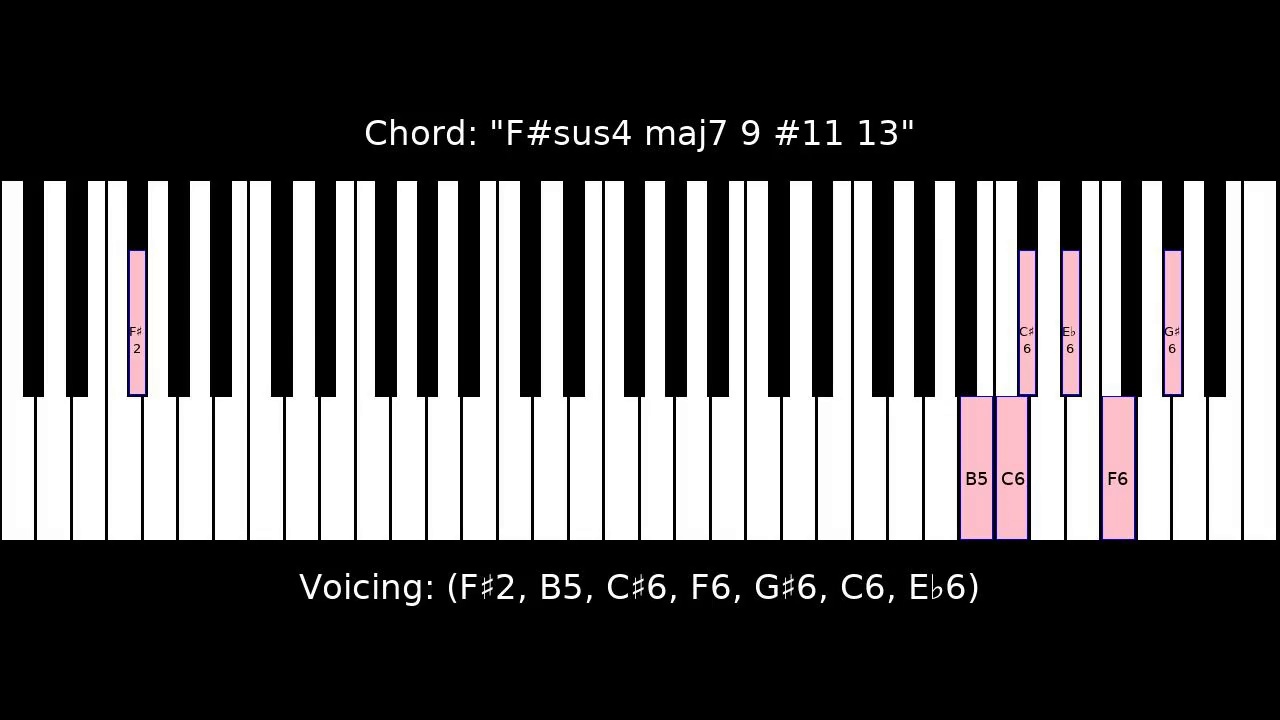 Chord: "F#sus4 maj7 9 #11 13"
F♯
2
C♯
6
E♭
6
G♯
6
B5 C6 F6
Voicing: (F♯2, B5, C♯6, F6, G♯6, C6, E♭6)